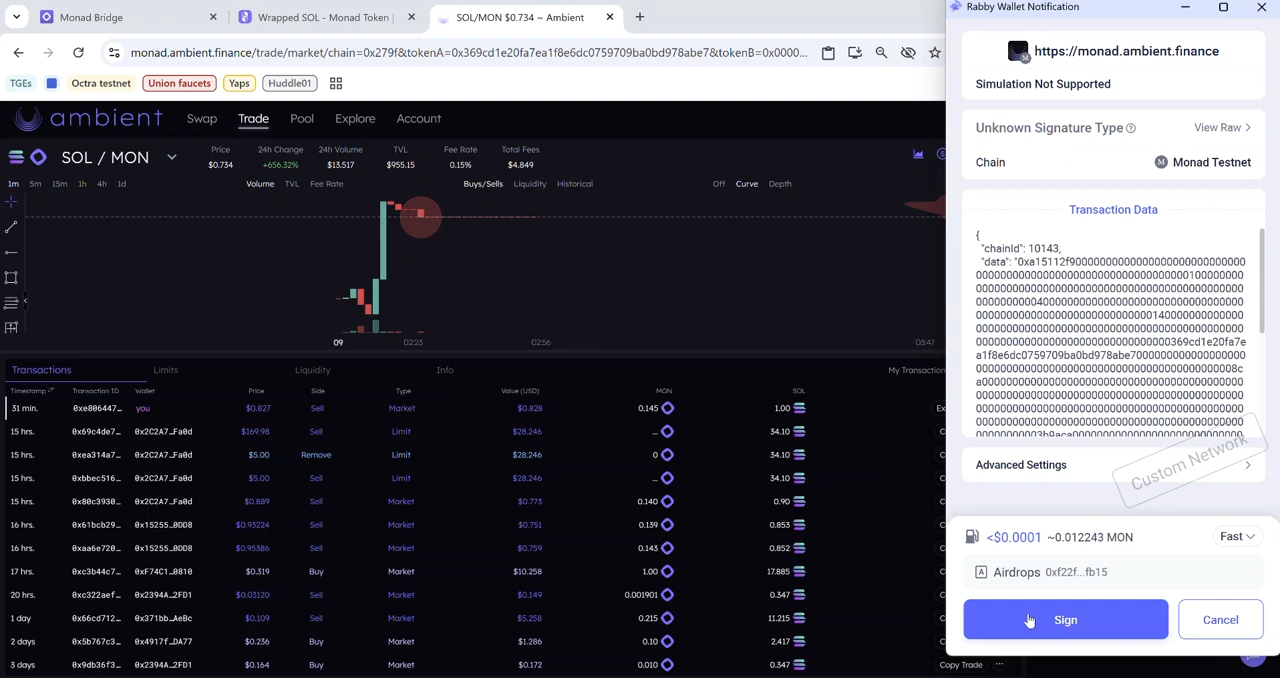 Monad Bridge
Wrapped SOL - Monad Token
SOL/MON $0.734 ~ Ambient
monad.ambient.finance/trade/market/chain=0x279f&tokenA=0x369cd1e20fa7ea1f8e6dc0759709ba0bd978abe7&tokenB=0x0000...
TGEs
Octra testnet
Union faucets
Yaps
Huddle01
ambient
Swap
Trade
Pool
Explore
Account
SOL / MON
Price
$0.734
24h Change
+656.32%
24h Volume
$13,517
TVL
$955.15
Fee Rate
0.15%
Total Fees
$4.849
1m 5m 15m 1h 4h 1d
Volume TVL Fee Rate
Buys/Sells Liquidity Historical
Off Curve Depth
09 02:23 02:56 03:47
Transactions Limits Liquidity Info My Transaction
Timestamp Transaction ID Wallet Price Side Type Value (USD) MON SOL
31 min. 0xe806447... you $0.827 Sell Market $0.828 0.145 1.00 Ex
15 hrs. 0x69c4de7... 0x2C2A7…Fa0d $169.98 Sell Limit $28.246 ... 34.10 C
15 hrs. 0xea314a7... 0x2C2A7…Fa0d $5.00 Remove Limit $28.246 0 34.10 C
15 hrs. 0xbbec516... 0x2C2A7…Fa0d $5.00 Sell Limit $28.246 ... 34.10 C
15 hrs. 0x80c3930... 0x2C2A7…Fa0d $0.889 Sell Market $0.773 0.140 0.90 C
16 hrs. 0x61bcb29... 0x15255…0DD8 $0.93224 Sell Market $0.751 0.139 0.853 C
16 hrs. 0xaa6e720... 0x15255…0DD8 $0.95386 Sell Market $0.759 0.143 0.852 C
17 hrs. 0xc3b44c7... 0xF74C1…0810 $0.319 Buy Market $10.258 1.00 17.885 C
20 hrs. 0xc322aef... 0x2394A…2FD1 $0.03120 Sell Market $0.149 0.001901 0.347 C
1 day 0x66cd712... 0x371bb…AeBc $0.109 Sell Market $5.258 0.215 11.215 C
2 days 0x5b767c3... 0x4917f…DA77 $0.236 Buy Market $1.286 0.10 2.417 C
3 days 0x9db36f3... 0x2394A…2FD1 $0.164 Buy Market $0.172 0.010 0.347 Copy Trade ...
Rabby Wallet Notification
https://monad.ambient.finance
Simulation Not Supported
Unknown Signature Type
View Raw >
Chain
Monad Testnet
Transaction Data
{
"chainId": 10143,
Advanced Settings
Custom Network
<$0.0001 ~0.012243 MON
Fast
Airdrops 0xf22f...fb15
Sign
Cancel